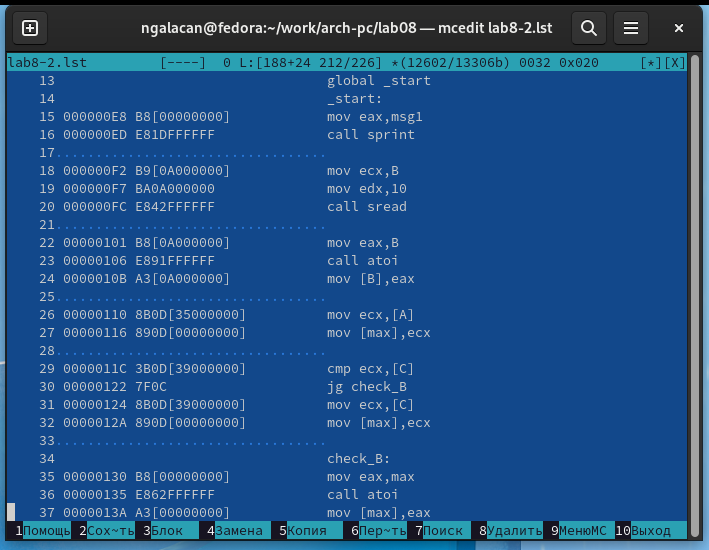 ngalacan@fedora:~/work/arch-pc/lab08 — mcedit lab8-2.lst
lab8-2.lst [----] 0 L:[188+24 212/226] *(12602/13306b) 0032 0x020 [*][X]
13 global _start
14 _start:
15 000000E8 B8[00000000] mov eax,msg1
16 000000ED E81DFFFFFF call sprint
17..................................
18 000000F2 B9[0A000000] mov ecx,B
19 000000F7 BA0A000000 mov edx,10
20 000000FC E842FFFFFF call sread
21..................................
22 00000101 B8[0A000000] mov eax,B
23 00000106 E891FFFFFF call atoi
24 0000010B A3[0A000000] mov [B],eax
25..................................
26 00000110 8B0D[35000000] mov ecx,[A]
27 00000116 890D[00000000] mov [max],ecx
28..................................
29 0000011C 3B0D[39000000] cmp ecx,[C]
30 00000122 7F0C jg check_B
31 00000124 8B0D[39000000] mov ecx,[C]
32 0000012A 890D[00000000] mov [max],ecx
33..................................
34 check_B:
35 00000130 B8[00000000] mov eax,max
36 00000135 E862FFFFFF call atoi
37 0000013A A3[00000000] mov [max],eax
1Помощь 2Сох~ть 3Блок 4Замена 5Копия 6Пер~ть 7Поиск 8Удалить 9МенюМС 10Выход